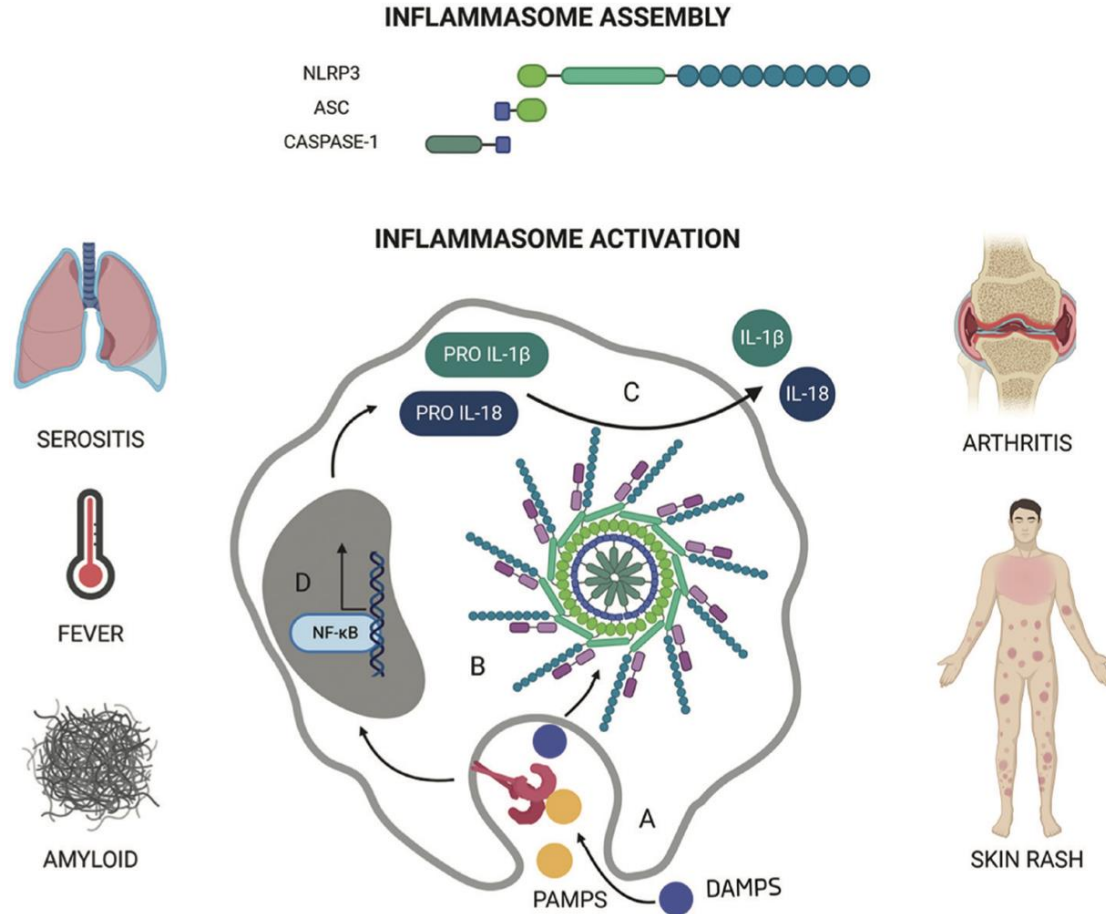 INFLAMMASOME ASSEMBLY
NLRP3
ASC
CASPASE-1
INFLAMMASOME ACTIVATION
SEROSITIS
FEVER
AMYLOID
PRO IL-1β
PRO IL-18
C
IL-1β
IL-18
D
NF-κB
B
A
PAMPS
DAMPS
ARTHRITIS
SKIN RASH